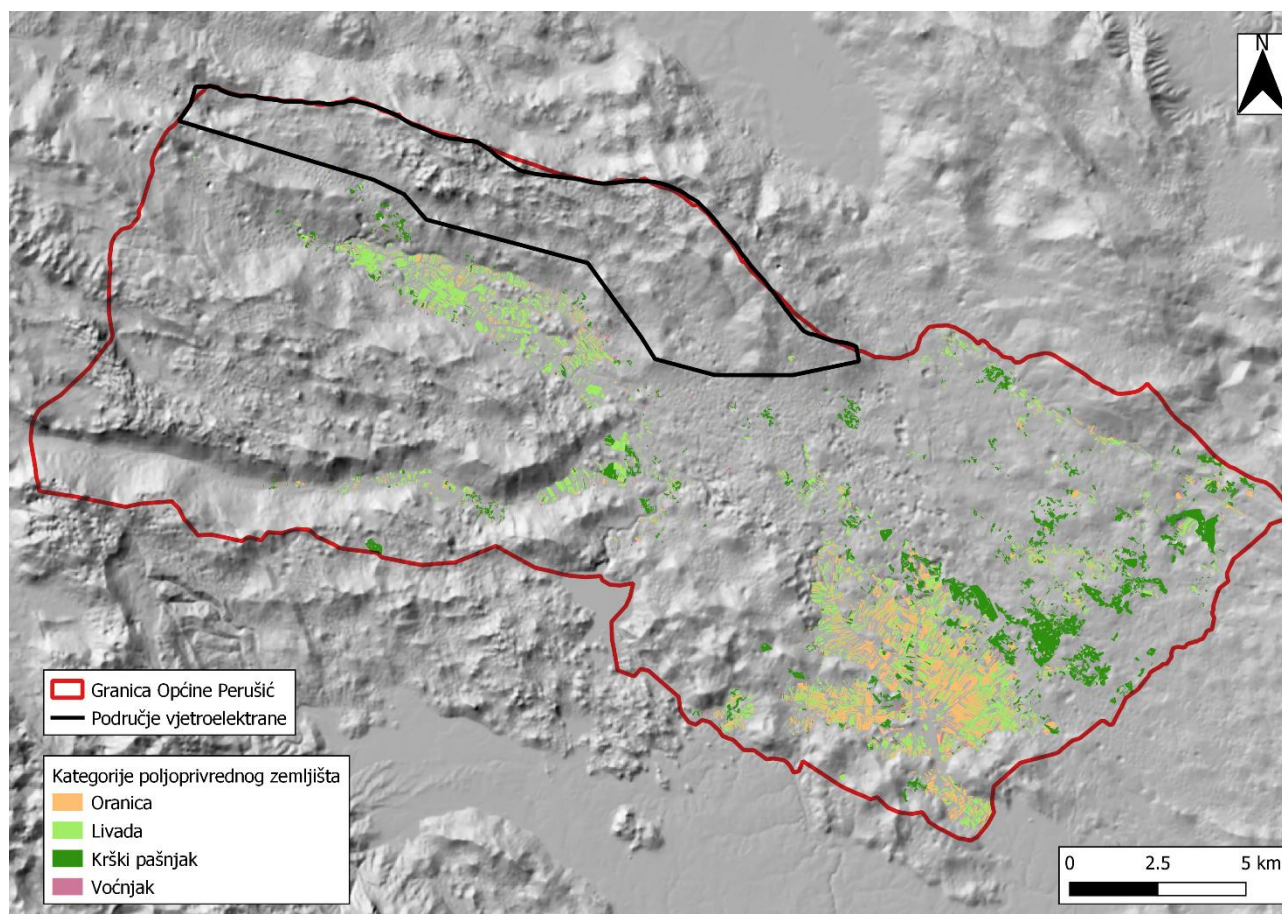 N
Granica Općine Perušić
Područje vjetroelektrane
Kategorije poljoprivrednog zemljišta
Oranica
Livada
Krški pašnjak
Voćnjak
0 2.5 5 km